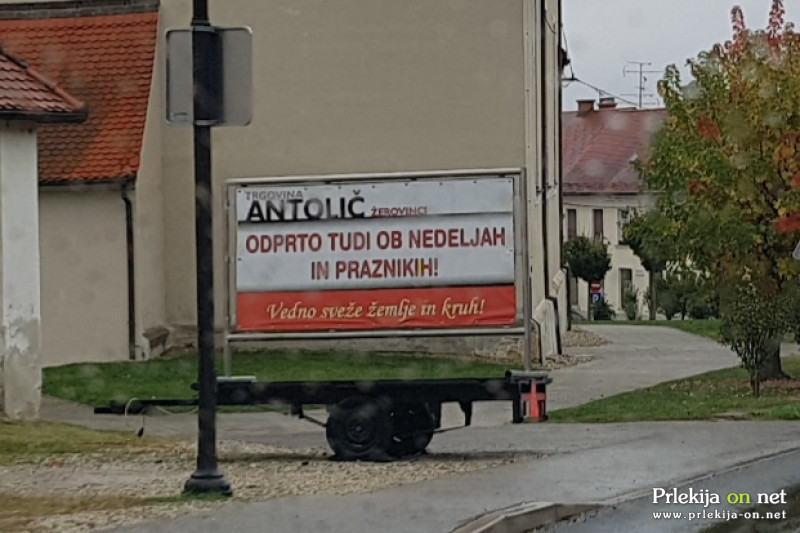 TRGOVINA
ANTOLIČ ŽEROVINCI
ODPRTO TUDI OB NEDELJAH
IN PRAZNIKIH!
Vedno sveže žemlje in kruh!
Prlekija on net
www.prlekija-on.net